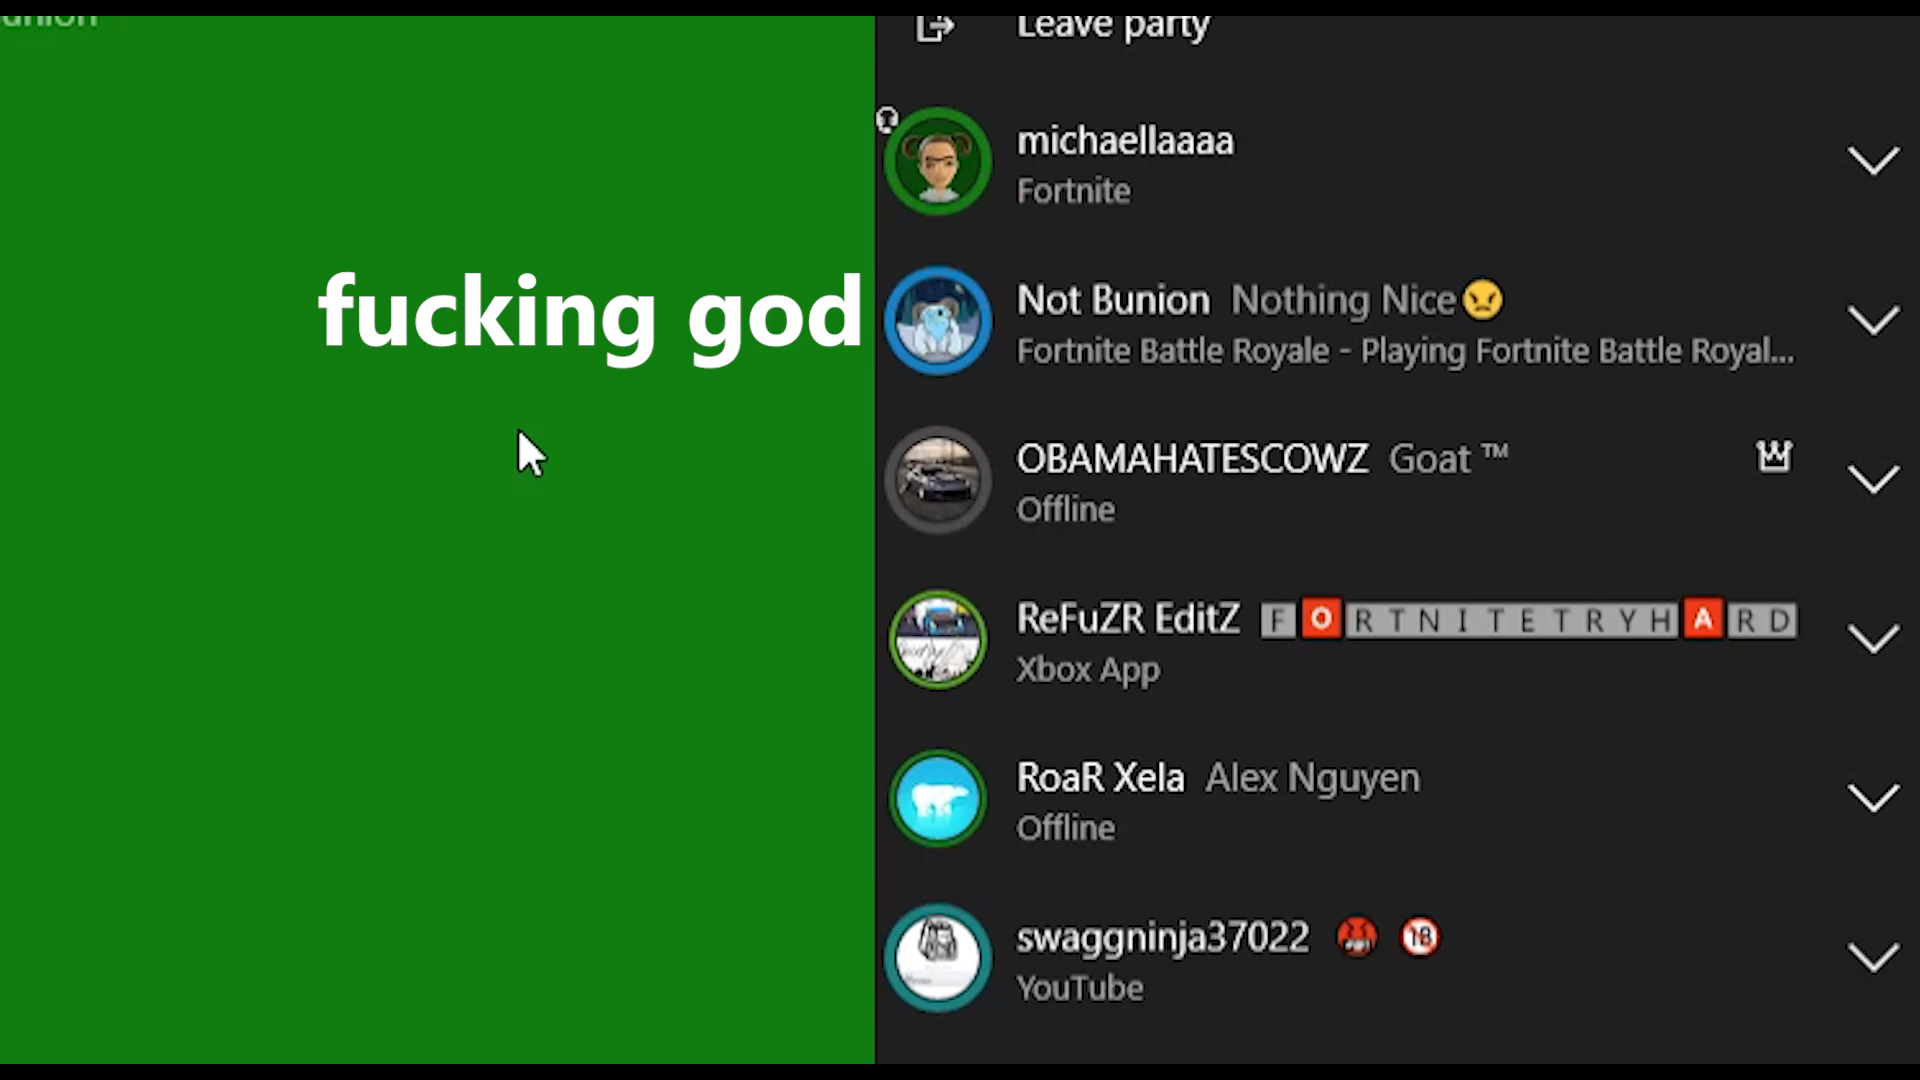 Leave party
michaellaaaa
Fortnite
fucking god
Not Bunion Nothing Nice😠
Fortnite Battle Royale - Playing Fortnite Battle Royal...
OBAMAHATESCOWZ Goat ™
Offline
ReFuZR EditZ FORTNITETRYHARD
Xbox App
RoaR Xela Alex Nguyen
Offline
swaggninja37022 🤬 🔞
YouTube